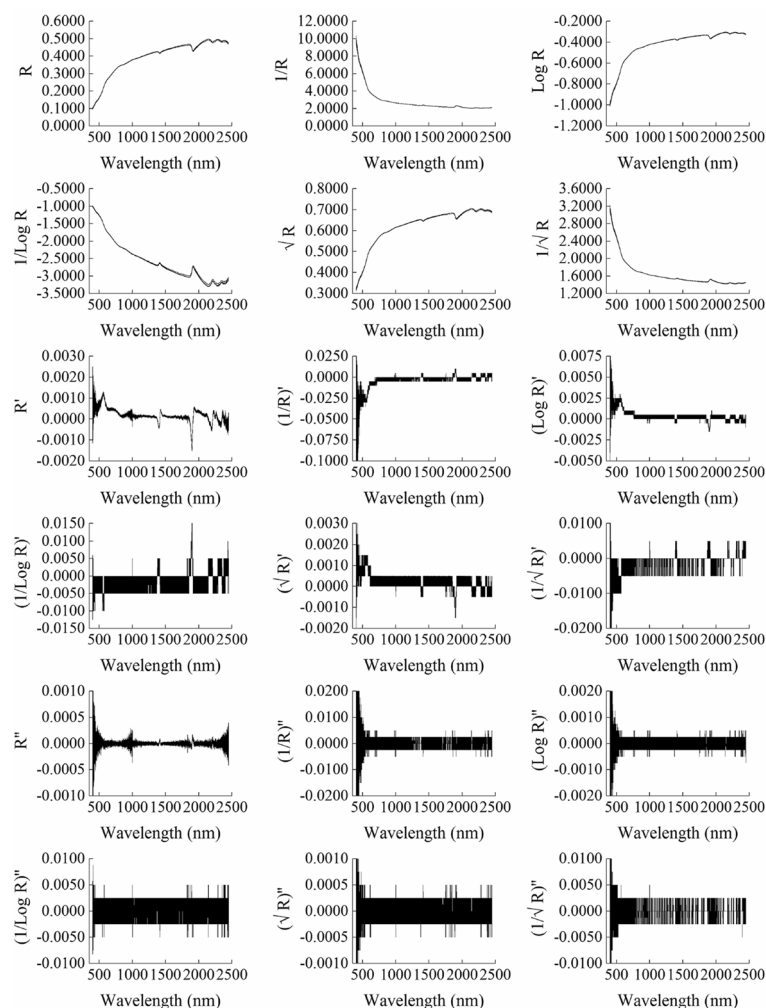 R
0.6000
0.5000
0.4000
0.3000
0.2000
0.1000
0.0000
500 1000 1500 2000 2500
Wavelength (nm)
1/R
12.0000
10.0000
8.0000
6.0000
4.0000
2.0000
0.0000
500 1000 1500 2000 2500
Wavelength (nm)
Log R
-0.2000
-0.4000
-0.6000
-0.8000
-1.0000
-1.2000
500 1000 1500 2000 2500
Wavelength (nm)
1/Log R
-0.5000
-1.0000
-1.5000
-2.0000
-2.5000
-3.0000
-3.5000
500 1000 1500 2000 2500
Wavelength (nm)
√ R
0.8000
0.7000
0.6000
0.5000
0.4000
0.3000
500 1000 1500 2000 2500
Wavelength (nm)
1/√ R
3.6000
3.2000
2.8000
2.4000
2.0000
1.6000
1.2000
500 1000 1500 2000 2500
Wavelength (nm)
R'
0.0030
0.0020
0.0010
0.0000
-0.0010
-0.0020
500 1000 1500 2000 2500
Wavelength (nm)
(1/R)'
0.0250
0.0000
-0.0250
-0.0500
-0.0750
-0.1000
500 1000 1500 2000 2500
Wavelength (nm)
(Log R)'
0.0075
0.0050
0.0025
0.0000
-0.0025
-0.0050
500 1000 1500 2000 2500
Wavelength (nm)
(1/Log R)'
0.0150
0.0100
0.0050
0.0000
-0.0050
-0.0100
-0.0150
500 1000 1500 2000 2500
Wavelength (nm)
(√ R)'
0.0030
0.0020
0.0010
0.0000
-0.0010
-0.0020
500 1000 1500 2000 2500
Wavelength (nm)
(1/√ R)'
0.0100
0.0000
-0.0100
-0.0200
500 1000 1500 2000 2500
Wavelength (nm)
R"
0.0010
0.0005
0.0000
-0.0005
-0.0010
500 1000 1500 2000 2500
Wavelength (nm)
(1/R)"
0.0200
0.0100
0.0000
-0.0100
-0.0200
500 1000 1500 2000 2500
Wavelength (nm)
(Log R)"
0.0020
0.0010
0.0000
-0.0010
-0.0020
500 1000 1500 2000 2500
Wavelength (nm)
(1/Log R)"
0.0100
0.0050
0.0000
-0.0050
-0.0100
500 1000 1500 2000 2500
Wavelength (nm)
(√ R)"
0.0010
0.0005
0.0000
-0.0005
-0.0010
500 1000 1500 2000 2500
Wavelength (nm)
(1/√ R)"
0.0100
0.0050
0.0000
-0.0050
-0.0100
500 1000 1500 2000 2500
Wavelength (nm)